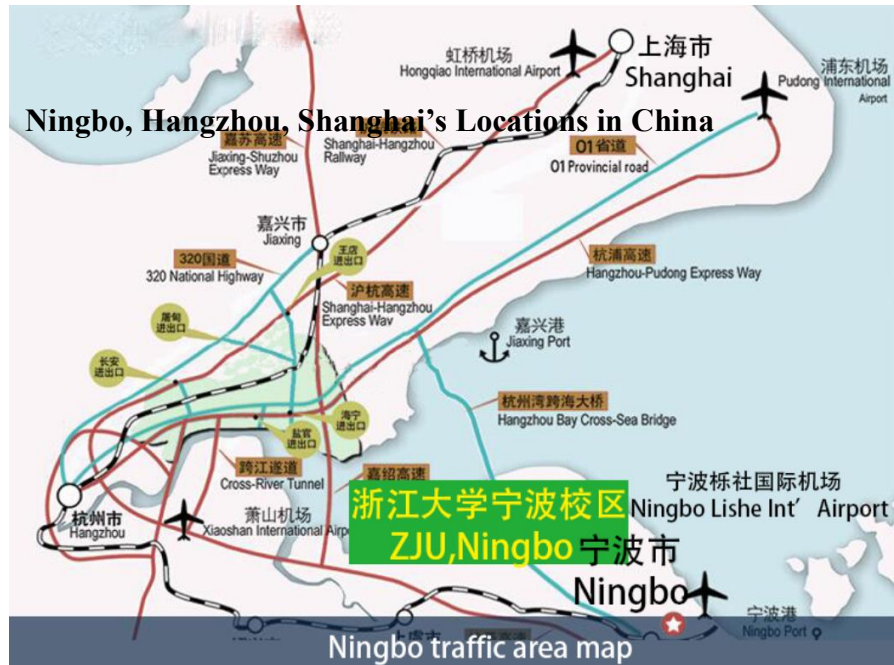 上海市
Shanghai
虹桥机场
Hongqiao International Airport
浦东机场
Pudong International
Airport
Ningbo, Hangzhou, Shanghai’s Locations in China
嘉苏高速
Jiaxing-Shuzhou
Express Way
Shanghai-Hangzhou
Rallway
01省道
01 Provincial road
嘉兴市
Jiaxing
320国道
320 National Highway
王店
进出口
杭浦高速
Hangzhou-Pudong Express Way
沪杭高速
Shanghai-Hangzhou
Express Wav
屠甸
进出口
嘉兴港
Jiaxing Port
长安
进出口
杭州湾跨海大桥
Hangzhou Bay Cross-Sea Bridge
海宁
进出口
盐官
进出口
跨江遂道
Cross-River Tunnel
嘉绍高速
宁波栎社国际机场
Ningbo Lishe Int’ Airport
浙江大学宁波校区
ZJU,Ningbo
杭州市
Hangzhou
萧山机场
Xiaoshan International Airpo
宁波市
Ningbo
宁波港
Ningbo Port
Ningbo traffic area map